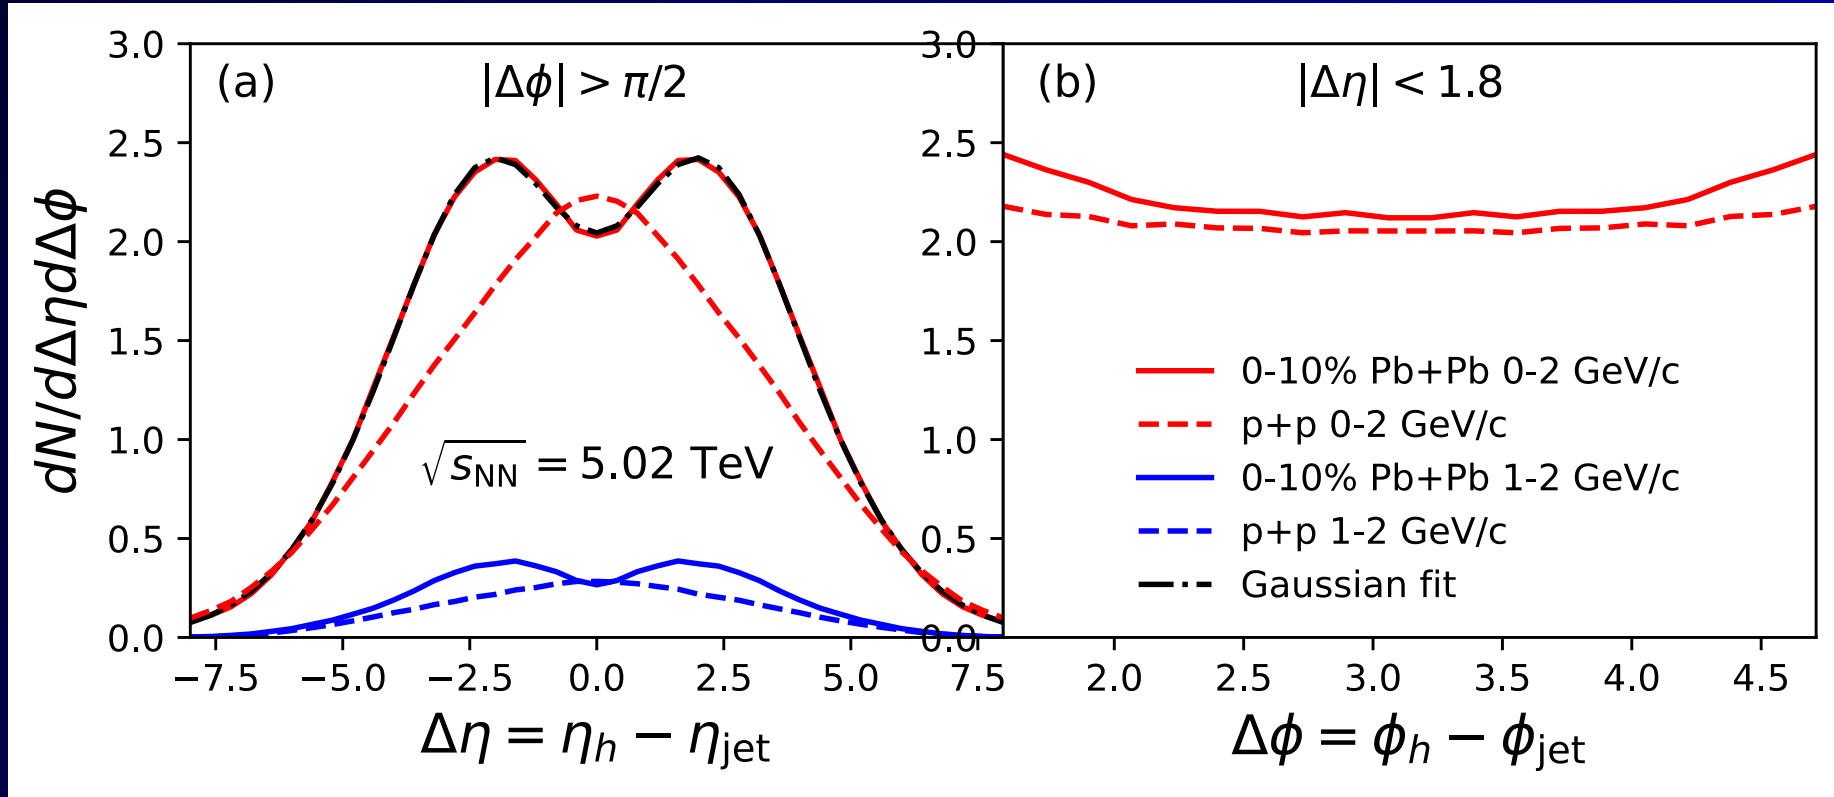 (a)
|Δϕ| > π/2
dN/dΔηdΔϕ
3.0
2.5
2.0
1.5
1.0
0.5
0.0
√sNN = 5.02 TeV
−7.5 −5.0 −2.5 0.0 2.5 5.0 7.5
Δη = ηh − ηjet
(b)
|Δη| < 1.8
3.0
2.5
2.0
1.5
1.0
0.5
0.0
0-10% Pb+Pb 0-2 GeV/c
p+p 0-2 GeV/c
0-10% Pb+Pb 1-2 GeV/c
p+p 1-2 GeV/c
Gaussian fit
2.0 2.5 3.0 3.5 4.0 4.5
Δϕ = ϕh − ϕjet